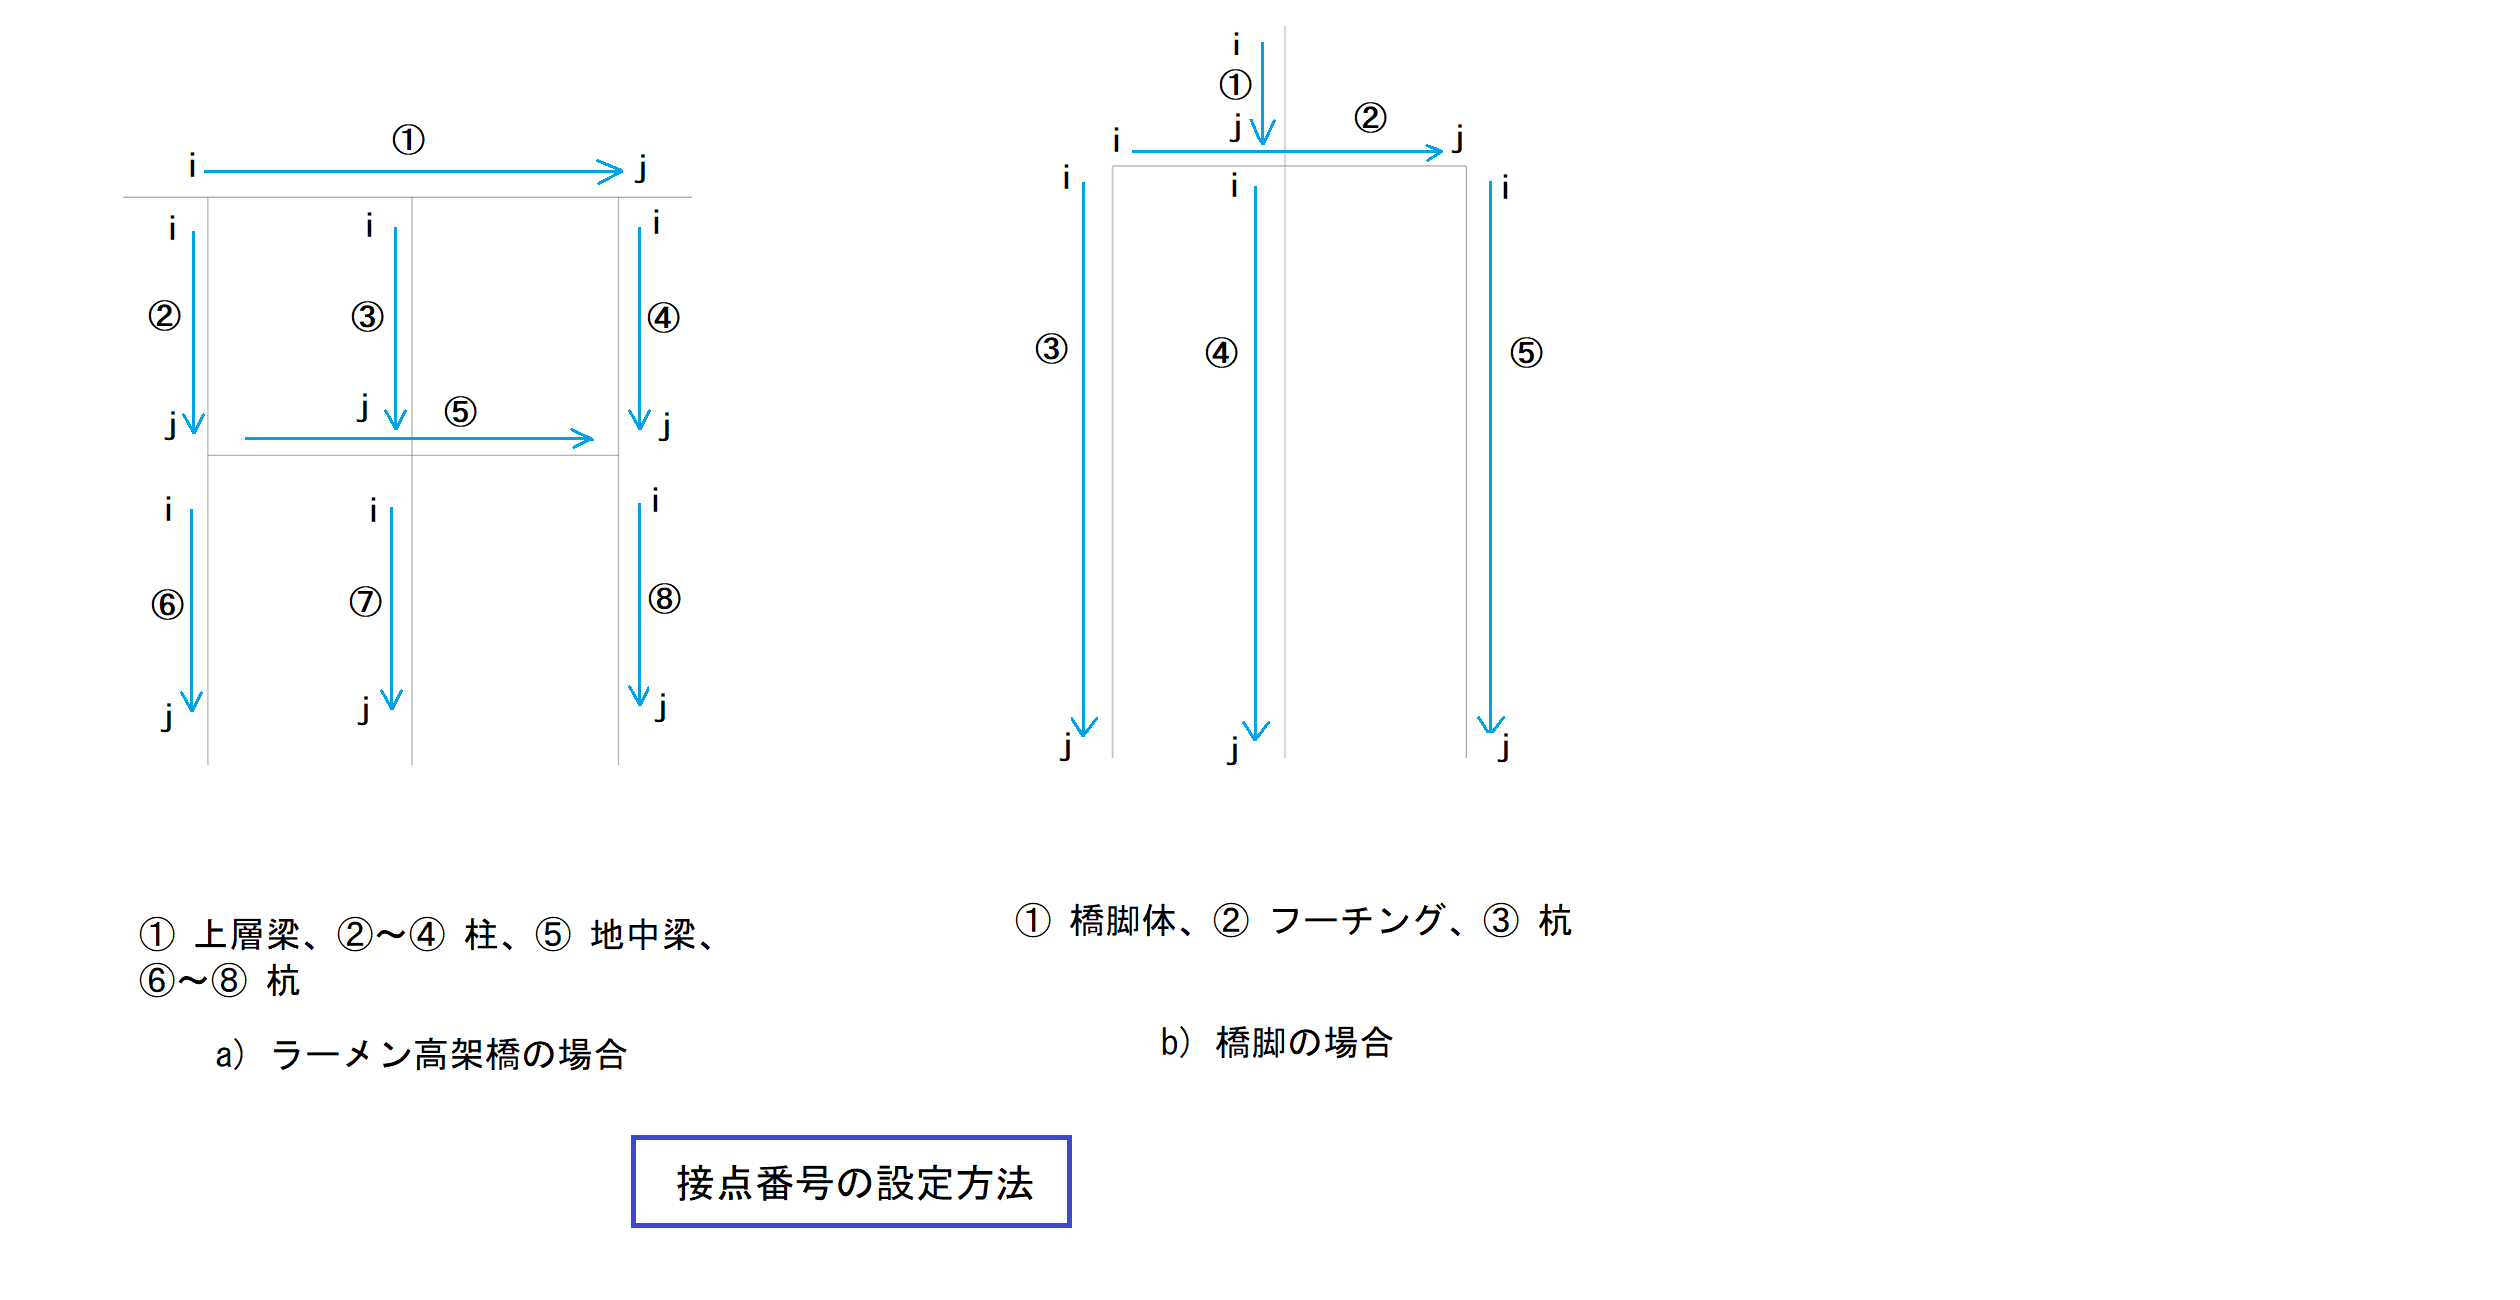 i ① j
i i i
② ③ ④
j j ⑤ j
i i i
⑥ ⑦ ⑧
j j j
① 上層梁、②～④ 柱、⑤ 地中梁、
⑥～⑧ 杭
a) ラーメン高架橋の場合
i
①
j
i ② j
i i i
③ ④ ⑤
j j j
① 橋脚体、② フーチング、③ 杭
b) 橋脚の場合
接点番号の設定方法